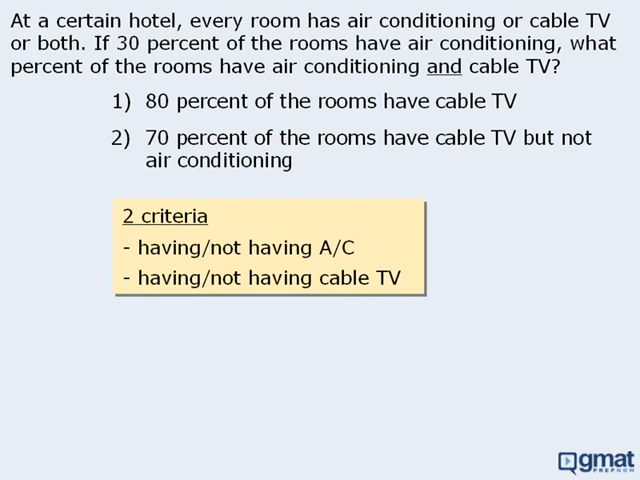 At a certain hotel, every room has air conditioning or cable TV
or both. If 30 percent of the rooms have air conditioning, what
percent of the rooms have air conditioning and cable TV?
1) 80 percent of the rooms have cable TV
2) 70 percent of the rooms have cable TV but not
air conditioning
2 criteria
- having/not having A/C
- having/not having cable TV
gmat
PREPNOW